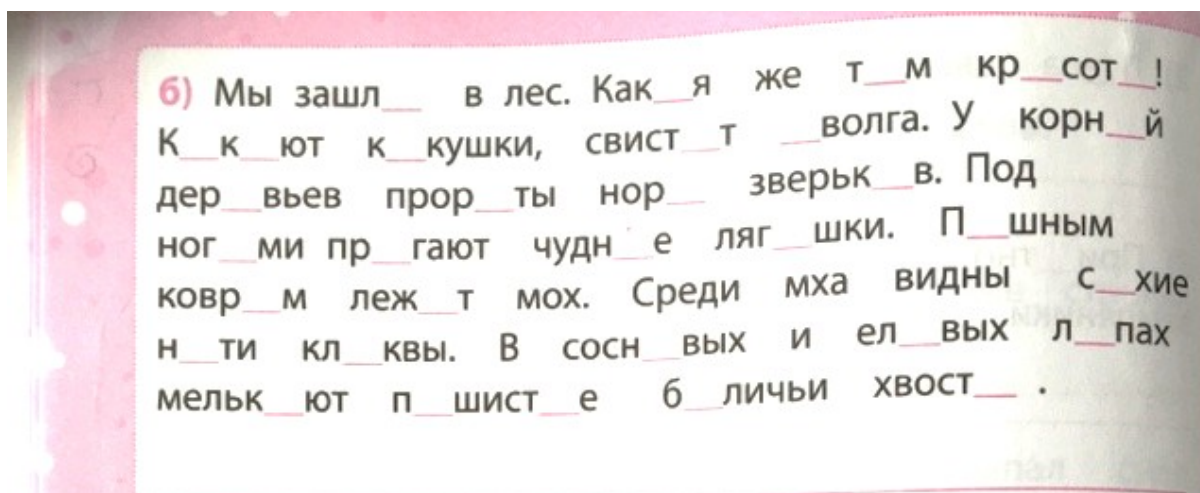 б) Мы зашл__ в лес. Как__я же т__м кр__сот__!
К__к__ют к__кушки, свист__т __волга. У корн__й
дер__вьев прор__ты нор__ зверьк__в. Под
ног__ми пр__гают чудн__е ляг__шки. П__шным
ковр__м леж__т мох. Среди мха видны с__хие
н__ти кл__квы. В сосн__вых и ел__вых л__пах
мельк__ют п__шист__е б__личьи хвост__ .